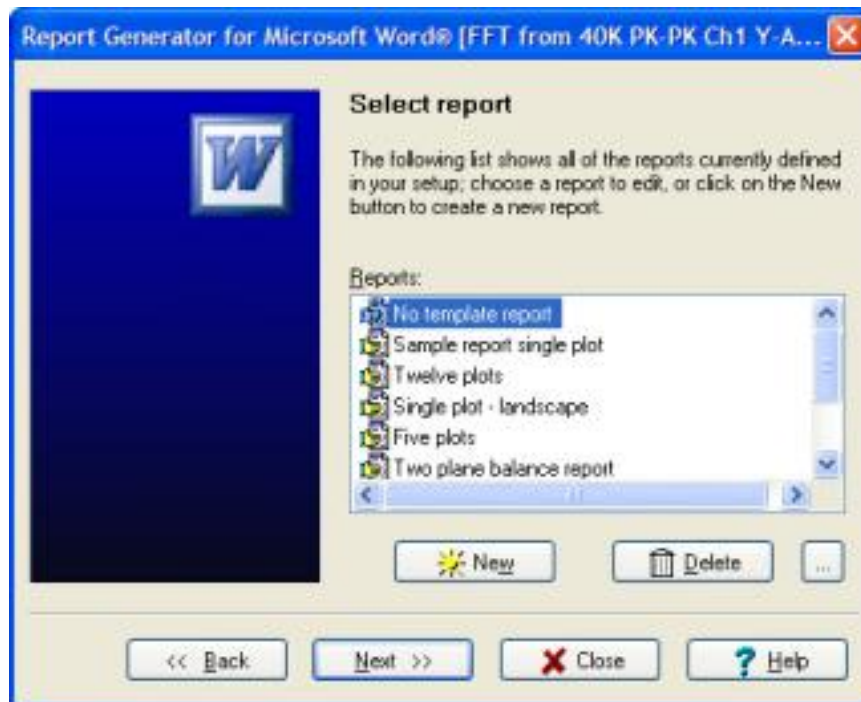 Report Generator for Microsoft Word® [FFT from 40K PK-PK Ch1 Y-A...
W
Select report
The following list shows all of the reports currently defined
in your setup; choose a report to edit, or click on the New
button to create a new report.
Reports:
No template report
Sample report single plot
Twelve plots
Single plot - landscape
Five plots
Two plane balance report
New
Delete
...
<< Back
Next >>
Close
? Help